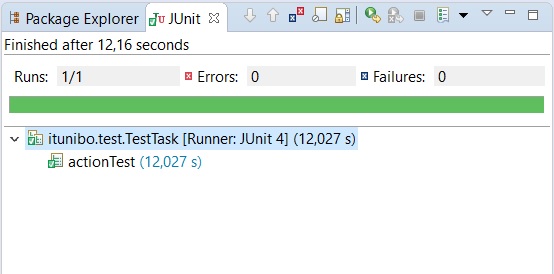 Package Explorer JUnit
Finished after 12,16 seconds
Runs: 1/1 Errors: 0 Failures: 0
itunibo.test.TestTask [Runner: JUnit 4] (12,027 s)
actionTest (12,027 s)